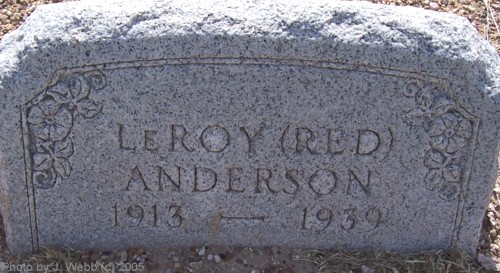 LEROY (RED)
ANDERSON
1913 — 1939
Photo by J. Webb (c) 2005